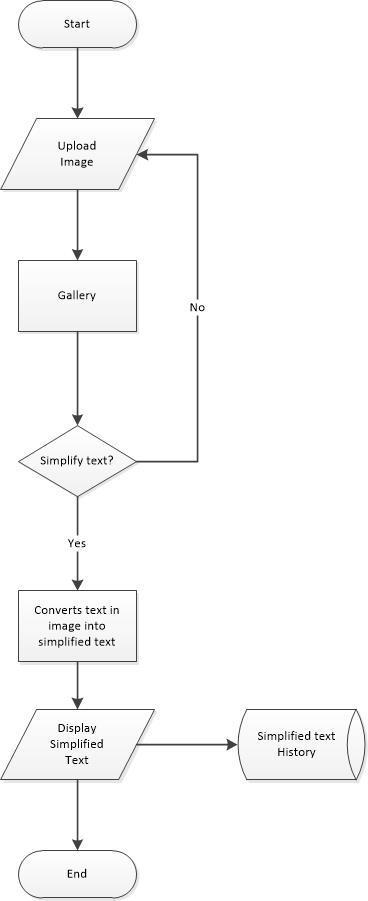 Start
Upload
Image
Gallery
No
Simplify text?
Yes
Converts text in
image into
simplified text
Display
Simplified
Text
Simplified text
History
End